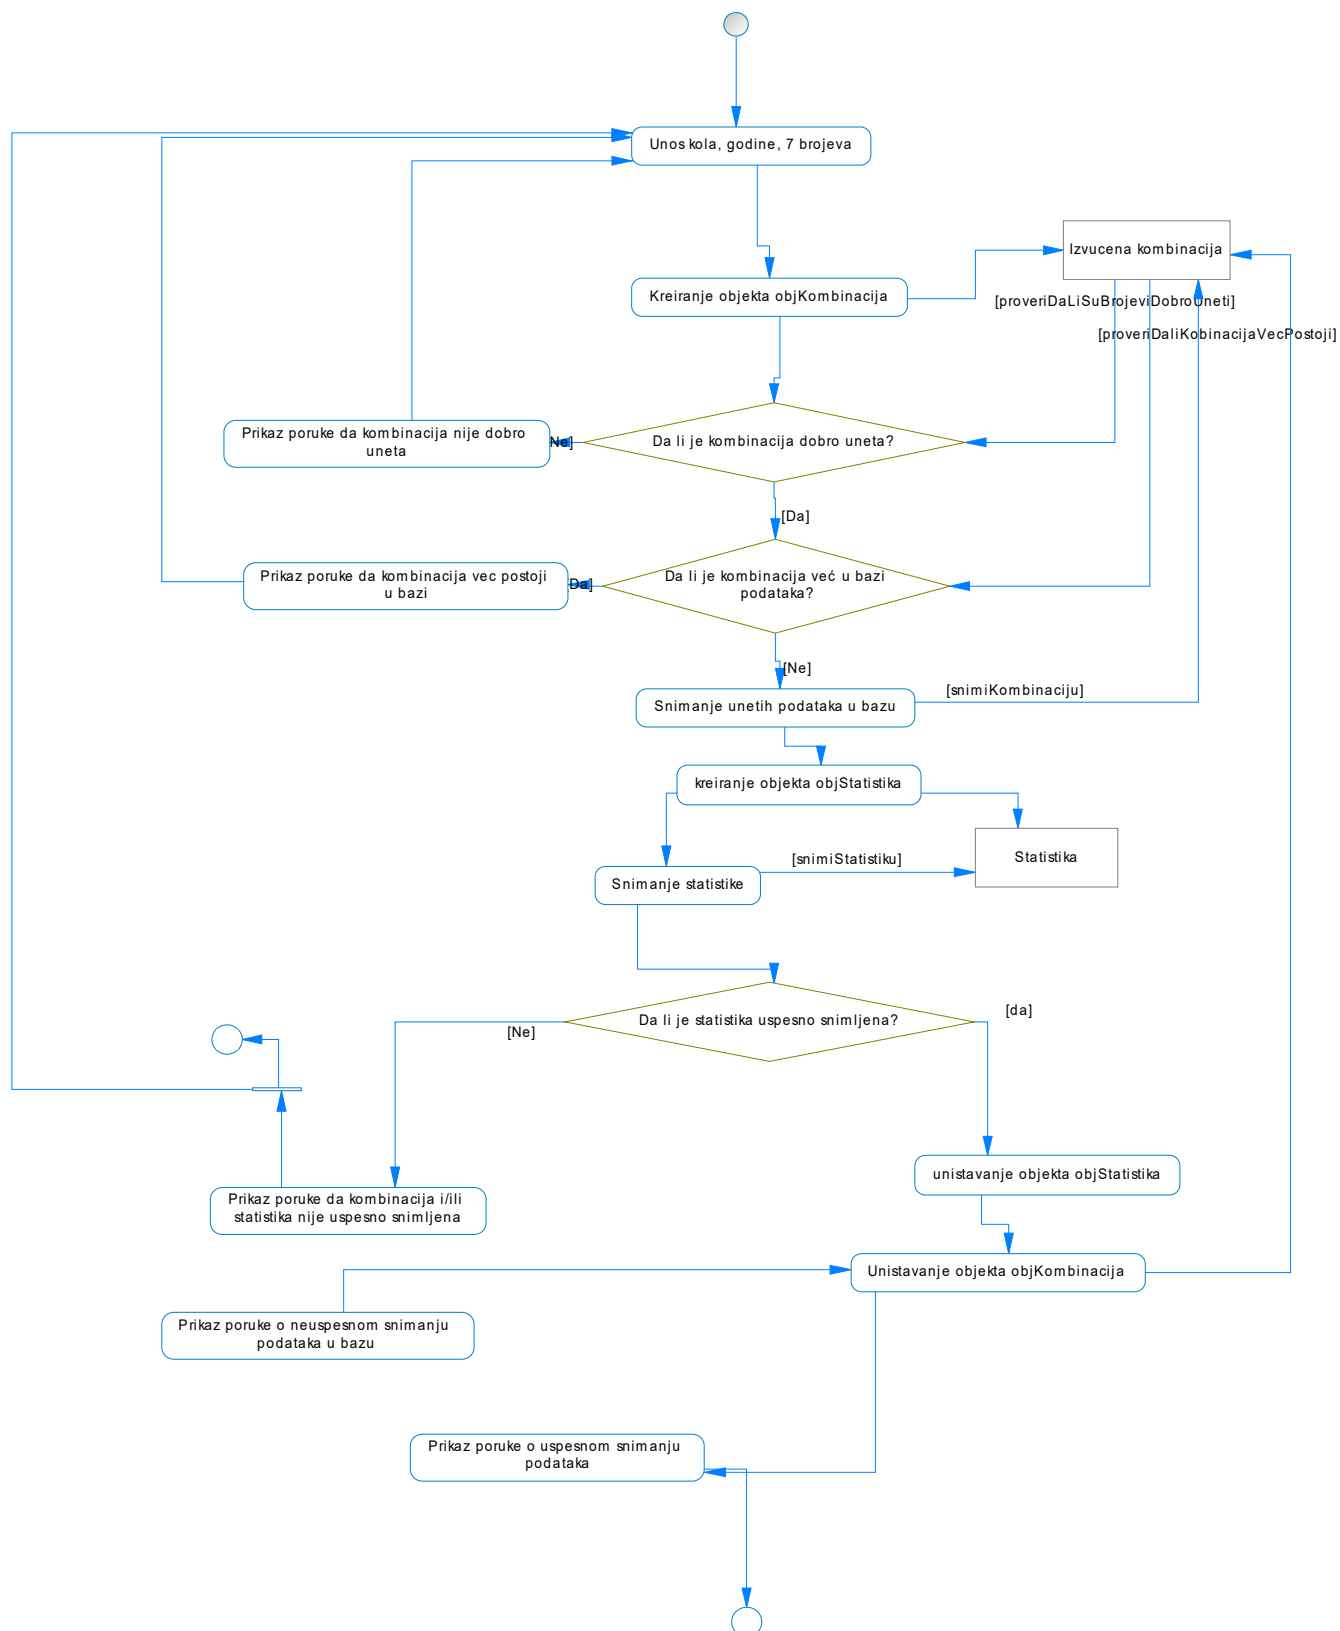 Unos kola, godine, 7 brojeva
Izvucena kombinacija
Kreiranje objekta objKombinacija
[proveriDaLiSuBrojeviDobroUneti]
[proveriDaliKobinacijaVecPostoji]
Prikaz poruke da kombinacija nije dobro
uneta
Ne]
Da li je kombinacija dobro uneta?
[Da]
Prikaz poruke da kombinacija vec postoji
u bazi
[Da]
Da li je kombinacija već u bazi
podataka?
[Ne]
[snimiKombinaciju]
Snimanje unetih podataka u bazu
kreiranje objekta objStatistika
Statistika
[snimiStatistiku]
Snimanje statistike
[da]
Da li je statistika uspesno snimljena?
[Ne]
unistavanje objekta objStatistika
Prikaz poruke da kombinacija i/ili
statistika nije uspesno snimljena
Unistavanje objekta objKombinacija
Prikaz poruke o neuspesnom snimanju
podataka u bazu
Prikaz poruke o uspesnom snimanju
podataka